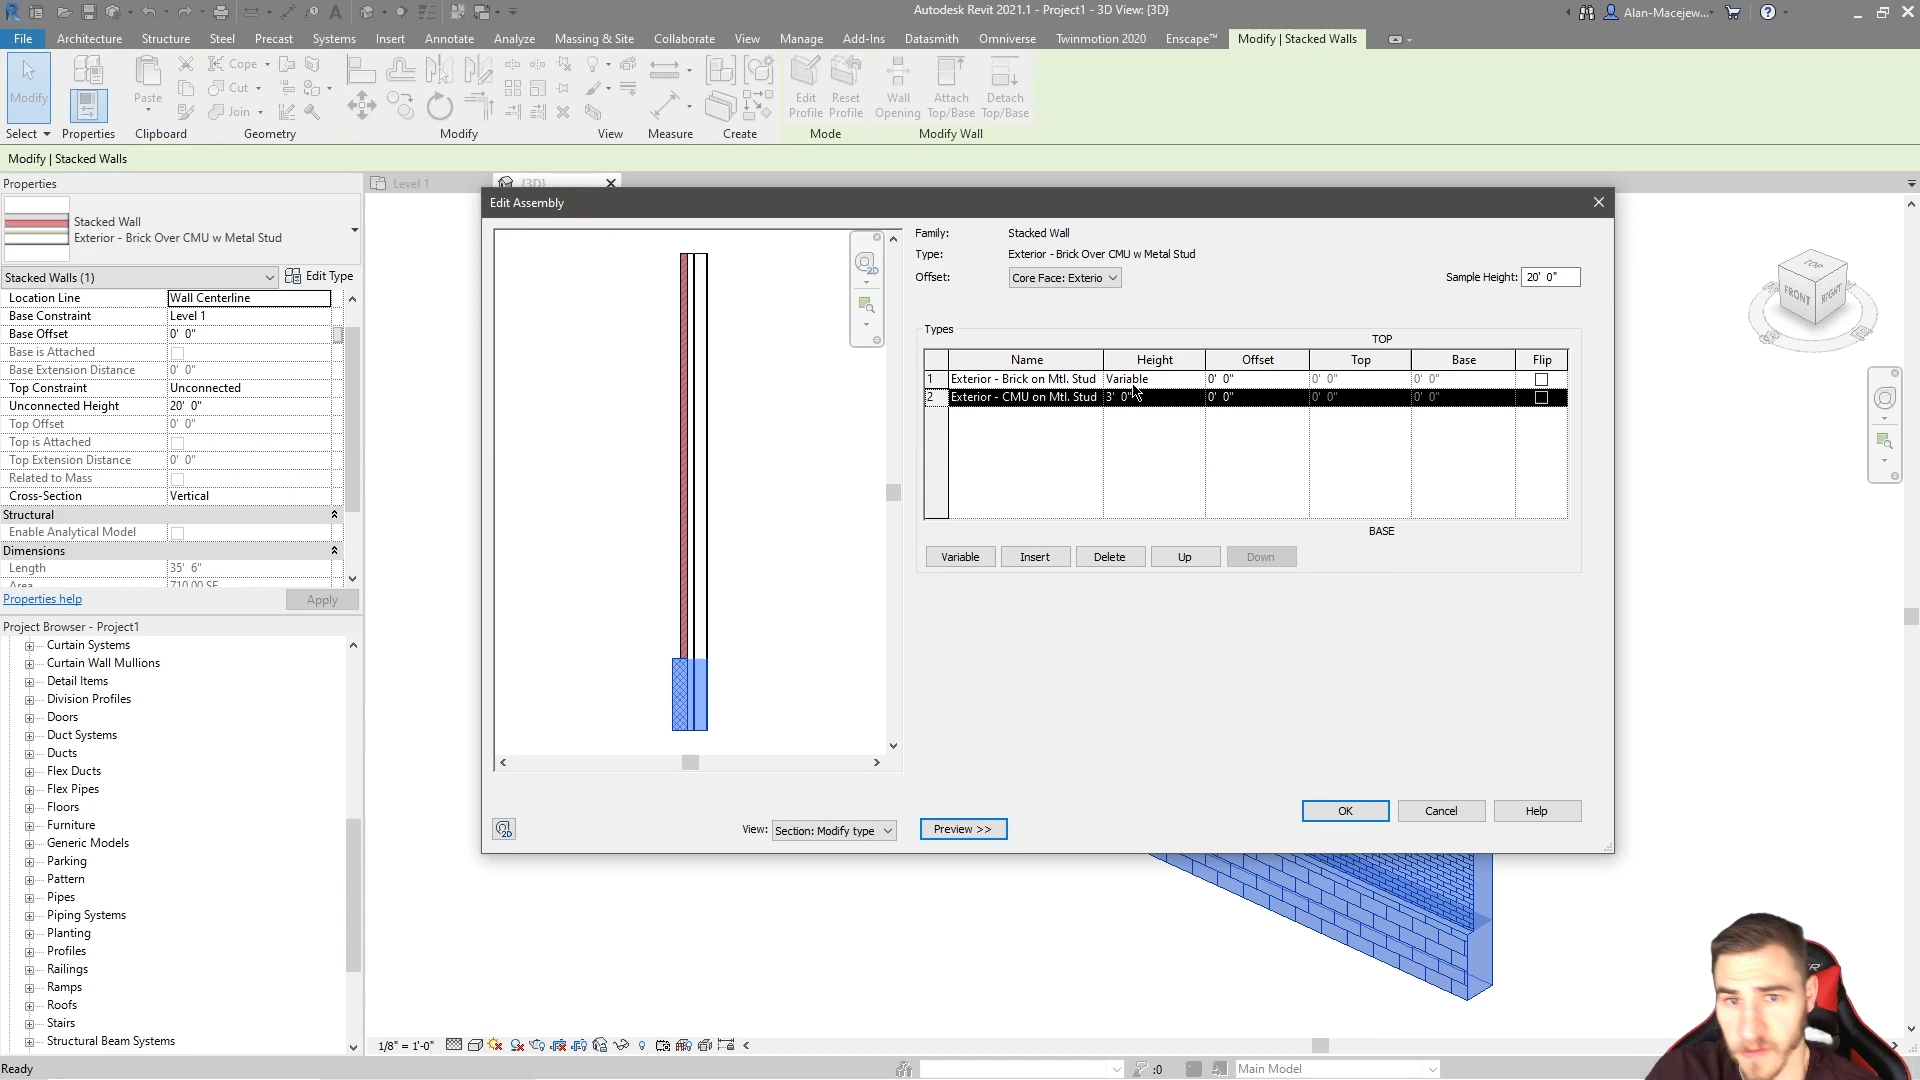 Autodesk Revit 2021.1 - Project1 - 3D View: {3D}
Alan-Macejew...
File Architecture Structure Steel Precast Systems Insert Annotate Analyze Massing & Site Collaborate View Manage Add-Ins Datasmith Omniverse Twinmotion 2020 Enscape™ Modify | Stacked Walls
Modify
Paste
Cope
Cut
Join
Edit Profile
Reset Profile
Wall Opening
Attach Top/Base
Detach Top/Base
Select Properties Clipboard Geometry Modify View Measure Create Mode Modify Wall
Modify | Stacked Walls
Properties
Level 1
{3D}
Stacked Wall
Exterior - Brick Over CMU w Metal Stud
Stacked Walls (1)
Edit Type
Location Line Wall Centerline
Base Constraint Level 1
Base Offset 0' 0"
Base is Attached
Base Extension Distance 0' 0"
Top Constraint Unconnected
Unconnected Height 20' 0"
Top Offset 0' 0"
Top is Attached
Top Extension Distance 0' 0"
Related to Mass
Cross-Section Vertical
Structural
Enable Analytical Model
Dimensions
Length 35' 6"
Area 710.00 SF
Properties help
Apply
Project Browser - Project1
Curtain Systems
Curtain Wall Mullions
Detail Items
Division Profiles
Doors
Duct Systems
Ducts
Flex Ducts
Flex Pipes
Floors
Furniture
Generic Models
Parking
Pattern
Pipes
Piping Systems
Planting
Profiles
Railings
Ramps
Roofs
Stairs
Structural Beam Systems
Edit Assembly
Family: Stacked Wall
Type: Exterior - Brick Over CMU w Metal Stud
Offset: Core Face: Exterio
Sample Height: 20' 0"
Types
TOP
Name Height Offset Top Base Flip
1 Exterior - Brick on Mtl. Stud Variable 0' 0" 0' 0" 0' 0"
2 Exterior - CMU on Mtl. Stud 3' 0" 0' 0" 0' 0" 0' 0"
BASE
Variable Insert Delete Up Down
OK Cancel Help
View: Section: Modify type
Preview >>
2D
2D
TOP
FRONT
RIGHT
1/8" = 1'-0"
Ready
:0
Main Model